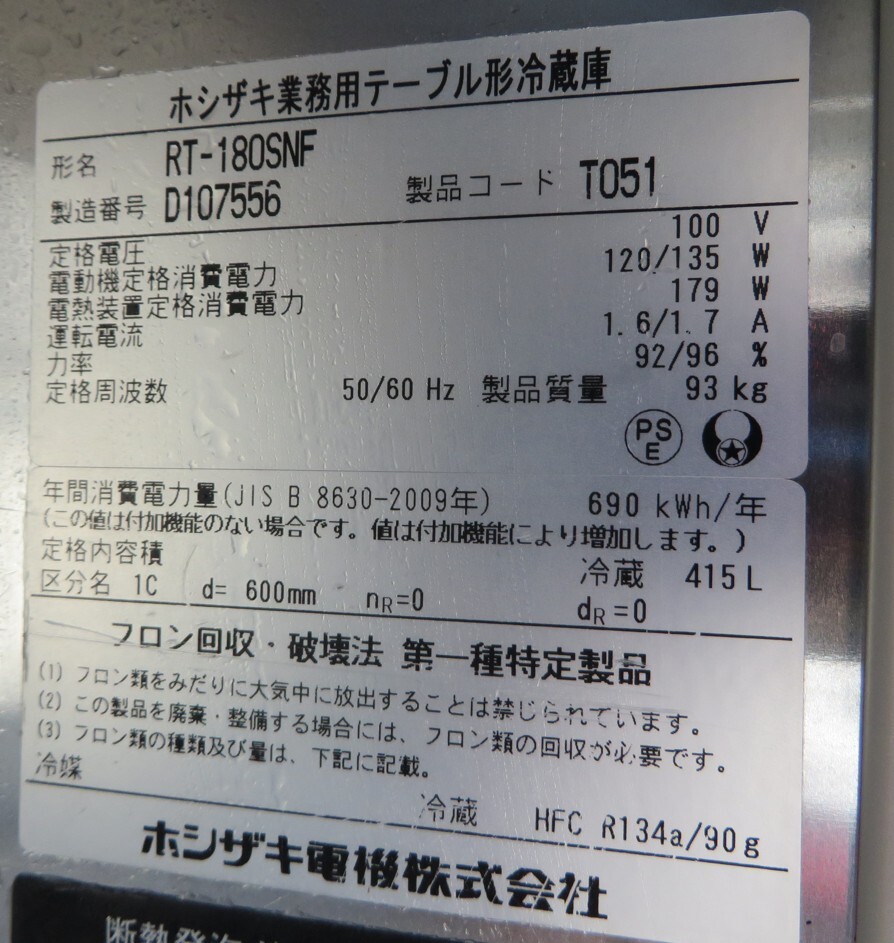 ホシザキ業務用テーブル形冷蔵庫
形名 RT-180SNF
製造番号 D107556 製品コード T051
定格電圧 100 V
電動機定格消費電力 120/135 W
電熱装置定格消費電力 179 W
運転電流 1.6/1.7 A
力率 92/96 %
定格周波数 50/60 Hz 製品質量 93 kg
PS
E
年間消費電力量(JIS B 8630-2009年) 690 kWh/年
(この値は付加機能のない場合です。値は付加機能により増加します。)
定格内容積 冷蔵 415L
区分名 1C d= 600mm nR=0 dR=0
フロン回収・破壊法 第一種特定製品
(1) フロン類をみだりに大気中に放出することは禁じられています。
(2) この製品を廃棄・整備する場合には、フロン類の回収が必要です。
(3) フロン類の種類及び量は、下記に記載。
冷媒
冷蔵 HFC R134a/90g
ホシザキ電機株式会社